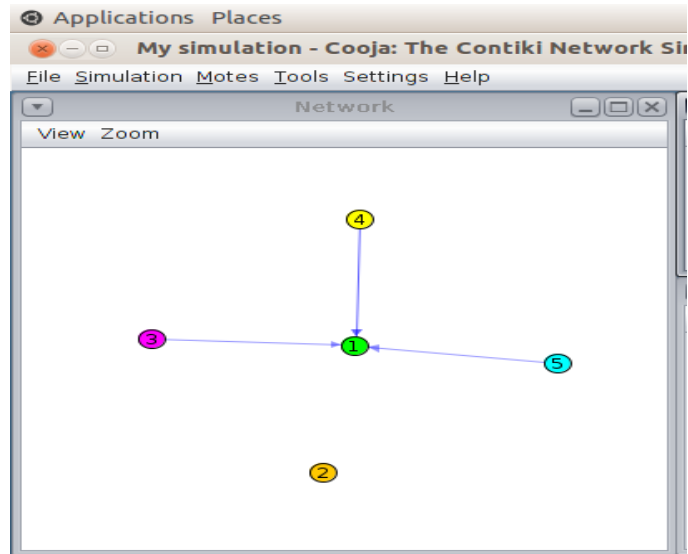 Applications Places
My simulation - Cooja: The Contiki Network
File Simulation Motes Tools Settings Help
Network
View Zoom
4
3
1
5
2